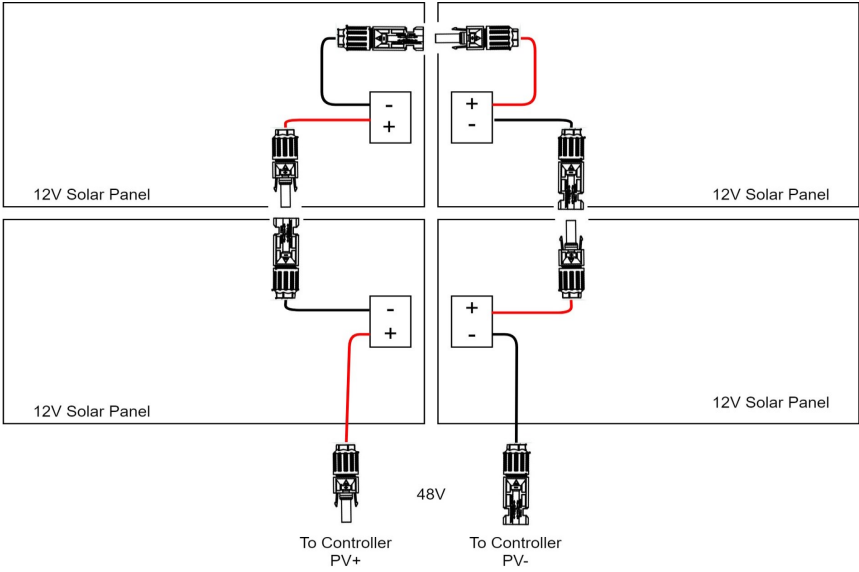 -
+
+
-
12V Solar Panel
12V Solar Panel
-
+
+
-
12V Solar Panel
12V Solar Panel
48V
To Controller
PV+
To Controller
PV-